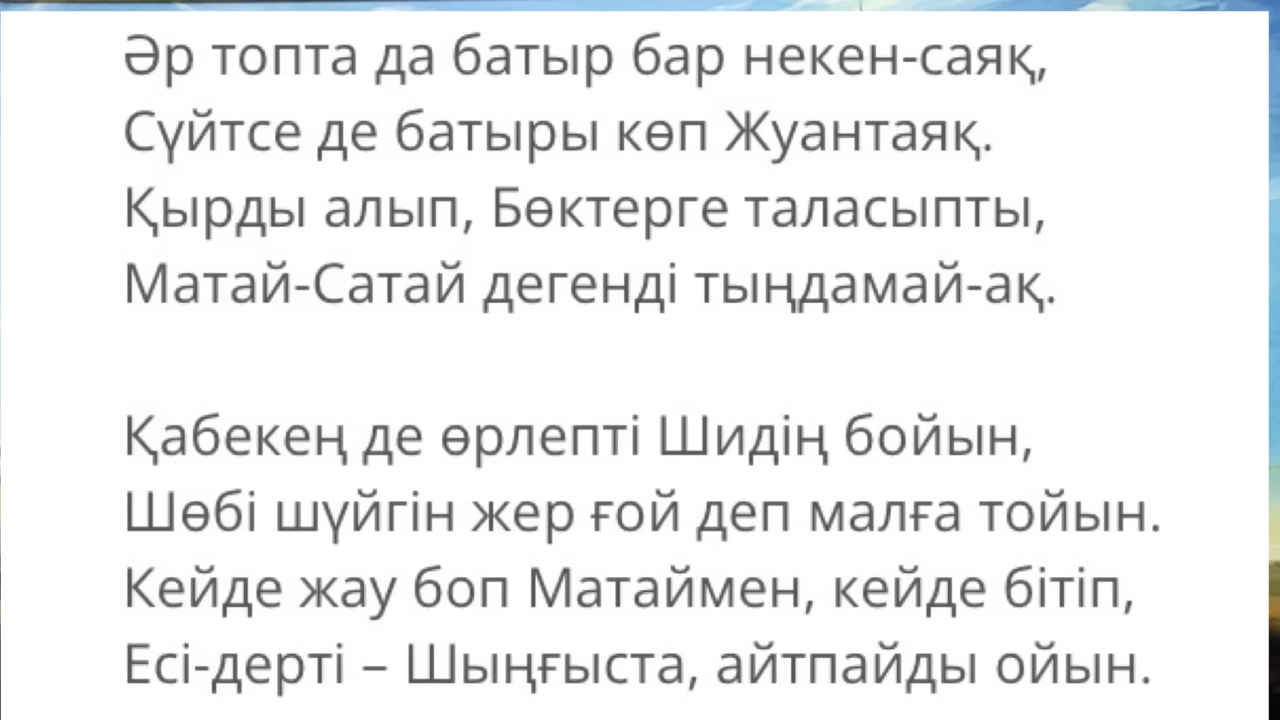 Әр топта да батыр бар некен-саяқ,
Сүйтсе де батыры көп Жуантаяқ.
Қырды алып, Бөктерге таласыпты,
Матай-Сатай дегенді тыңдамай-ақ.
Қабекең де өрлепті Шидің бойын,
Шөбі шүйгін жер ғой деп малға тойын.
Кейде жау боп Матаймен, кейде бітіп,
Есі-дерті – Шыңғыста, айтпайды ойын.